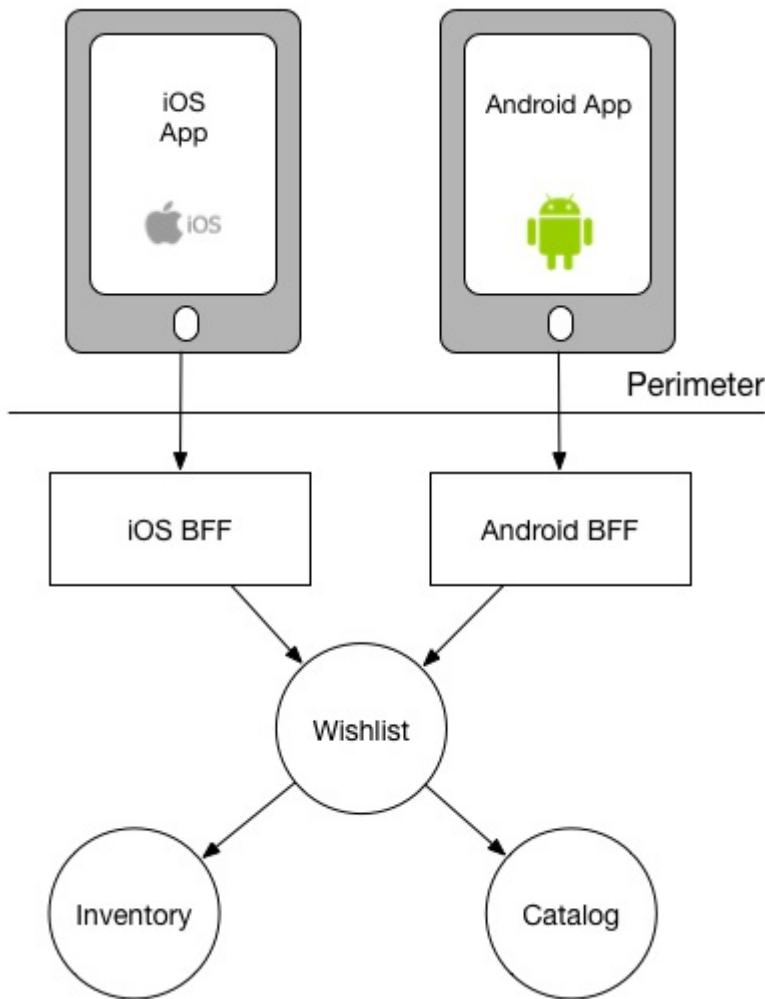 iOS
App
Android App
iOS
Perimeter
iOS BFF
Android BFF
Wishlist
Inventory
Catalog